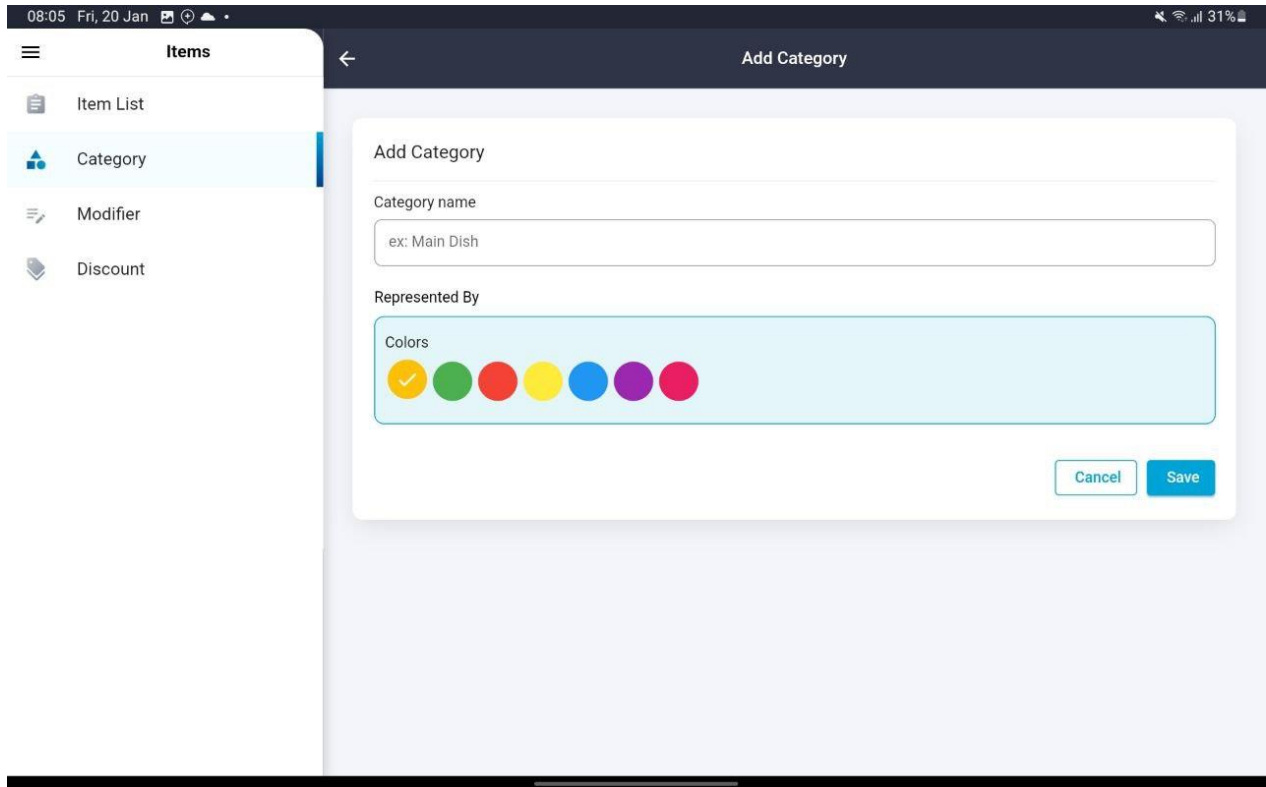 08:05 Fri, 20 Jan
31%
Items
Add Category
Item List
Category
Modifier
Discount
Add Category
Category name
ex: Main Dish
Represented By
Colors
Cancel
Save